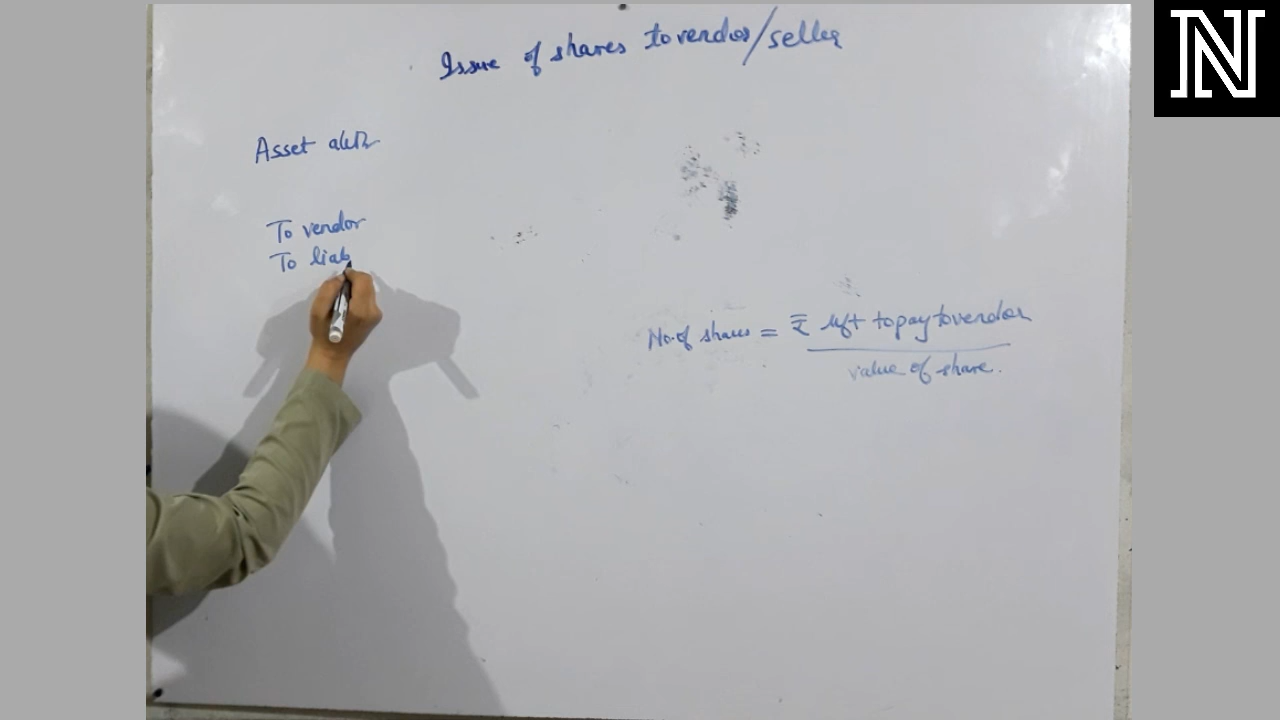 Issue of shares to vendor/seller
N
Asset a/c Dr
To vendor
To liab
No. of shares = ₹ left to pay to vendor
value of share.